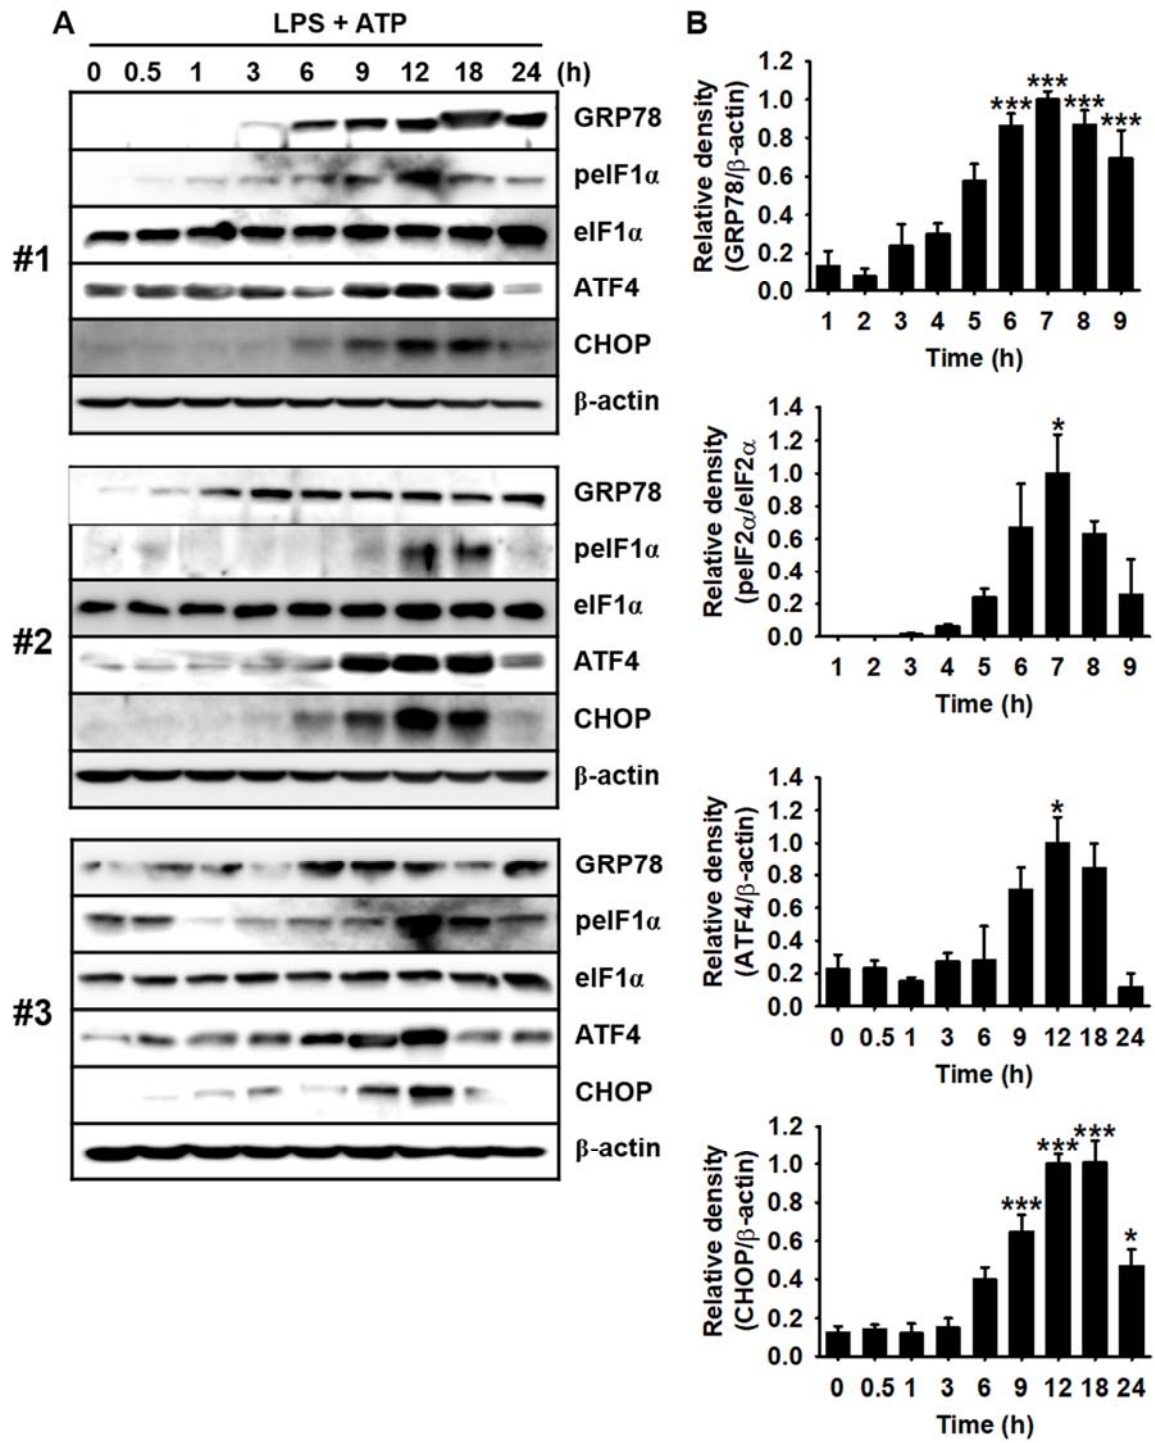 A
LPS + ATP
0 0.5 1 3 6 9 12 18 24 (h)
#1
GRP78
peIF1α
eIF1α
ATF4
CHOP
β-actin
#2
GRP78
peIF1α
eIF1α
ATF4
CHOP
β-actin
#3
GRP78
peIF1α
eIF1α
ATF4
CHOP
β-actin
B
Relative density
(GRP78/β-actin)
1.2
1.0
0.8
0.6
0.4
0.2
0.0
*** *** *** ***
1 2 3 4 5 6 7 8 9
Time (h)
Relative density
(peIF2α/eIF2α
1.4
1.2
1.0
0.8
0.6
0.4
0.2
0.0
*
1 2 3 4 5 6 7 8 9
Time (h)
Relative density
(ATF4/β-actin)
1.4
1.2
1.0
0.8
0.6
0.4
0.2
0.0
*
0 0.5 1 3 6 9 12 18 24
Time (h)
Relative density
(CHOP/β-actin)
1.2
1.0
0.8
0.6
0.4
0.2
0.0
*** *** *** *
0 0.5 1 3 6 9 12 18 24
Time (h)